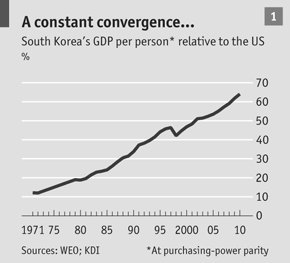 A constant convergence...
1
South Korea's GDP per person* relative to the US
%
70
60
50
40
30
20
10
0
1971 75 80 85 90 95 2000 05 10
Sources: WEO; KDI *At purchasing-power parity